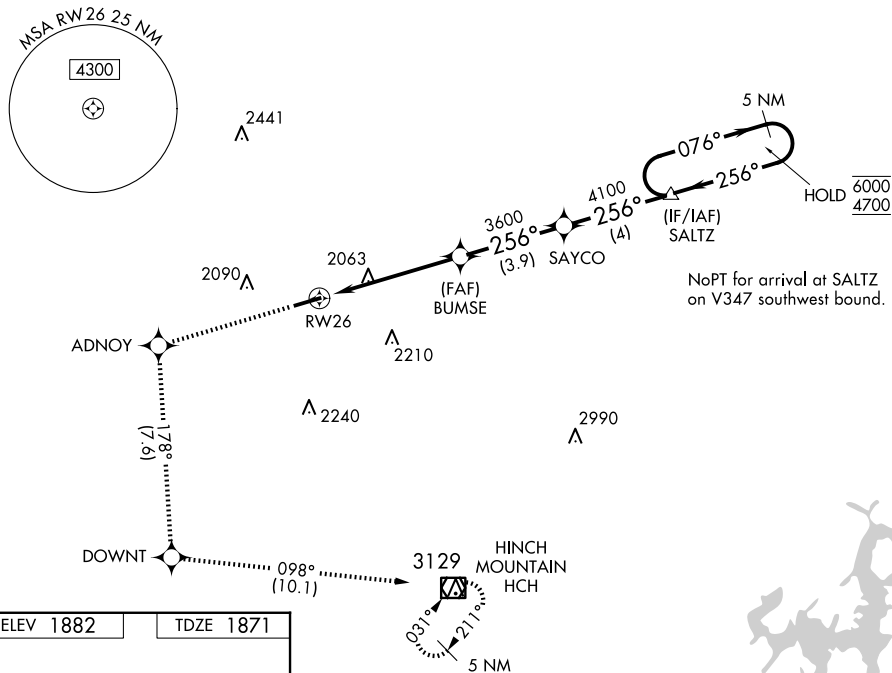 MSA RW26 25 NM
4300
2441
5 NM
076°
256°
HOLD
6000
4700
4100
256°
(4)
(IF/IAF)
SALTZ
3600
256°
(3.9)
SAYCO
NoPT for arrival at SALTZ
on V347 southwest bound.
2063
2090
(FAF)
BUMSE
RW26
ADNOY
2210
2240
2990
178°
(7.6)
DOWNT
098°
(10.1)
3129
HINCH
MOUNTAIN
HCH
031°
211°
5 NM
ELEV 1882
TDZE 1871